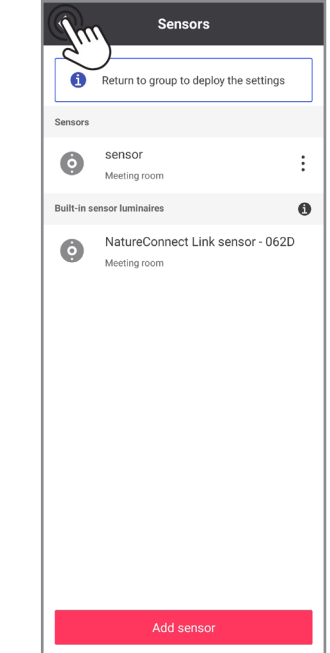 Sensors
Return to group to deploy the settings
Sensors
sensor
Meeting room
Built-in sensor luminaires
NatureConnect Link sensor - 062D
Meeting room
Add sensor